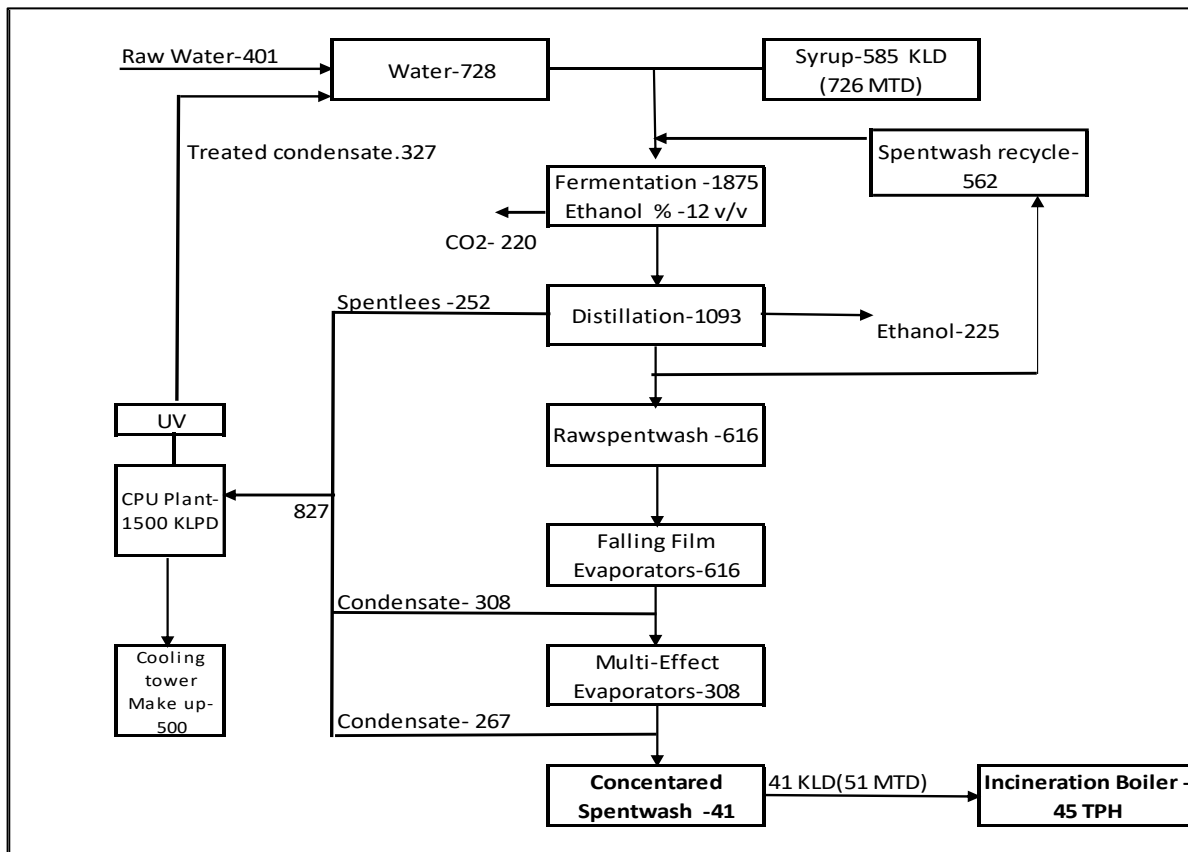 Raw Water-401
Water-728
Syrup-585 KLD
(726 MTD)
Treated condensate.327
Spentwash recycle-
562
Fermentation -1875
Ethanol % -12 v/v
CO2- 220
Spentlees -252
Distillation-1093
Ethanol-225
UV
Rawspentwash -616
CPU Plant-
1500 KLPD
827
Falling Film
Evaporators-616
Condensate- 308
Cooling
tower
Make up-
500
Multi-Effect
Evaporators-308
Condensate- 267
Concentared
Spentwash -41
41 KLD(51 MTD)
Incineration Boiler -
45 TPH